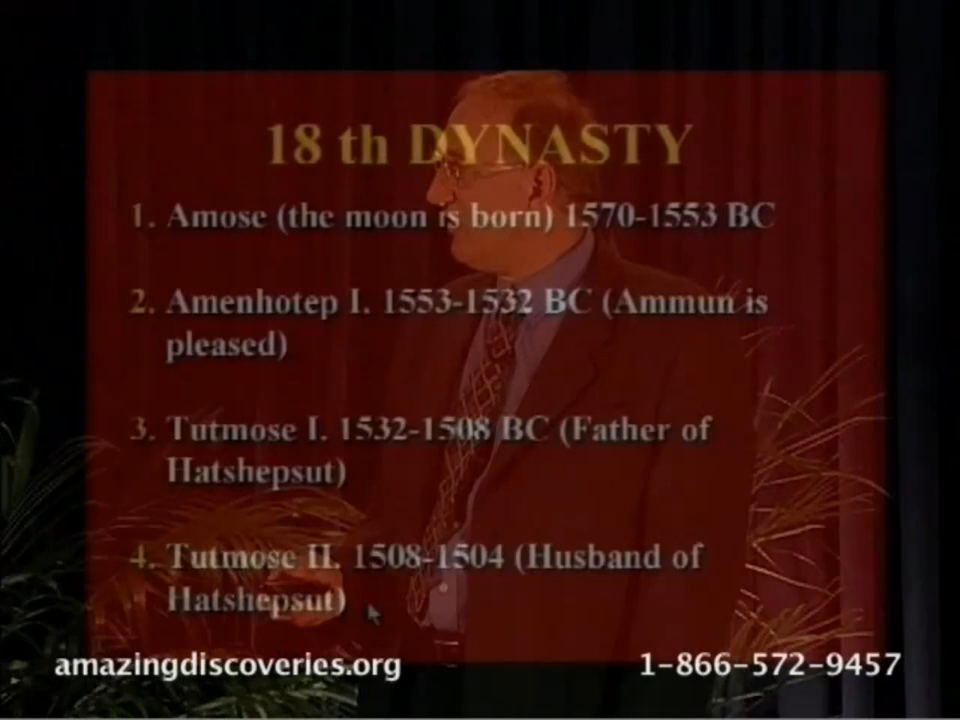 18 th DYNASTY
1. Amose (the moon is born) 1570-1553 BC
2. Amenhotep I. 1553-1532 BC (Ammun is
pleased)
3. Tutmose I. 1532-1508 BC (Father of
Hatshepsut)
4. Tutmose II. 1508-1504 (Husband of
Hatshepsut)
amazingdiscoveries.org
1-866-572-9457